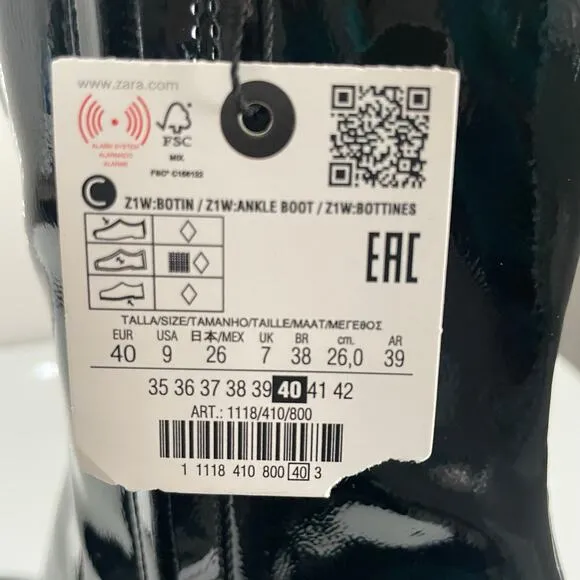 www.zara.com
ALARM SYSTEM
ALARMADO
ALARME
FSC
MIX
FSC® C156122
C
Z1W:BOTIN / Z1W:ANKLE BOOT / Z1W:BOTTINES
EAC
TALLA/SIZE/TAMANHO/TAILLE/MAAT/ΜΕΓΕΘΟΣ
EUR USA 日本/MEX UK BR cm. AR
40 9 26 7 38 26,0 39
35 36 37 38 39 40 41 42
ART.: 1118/410/800
1 1118 410 800 40 3